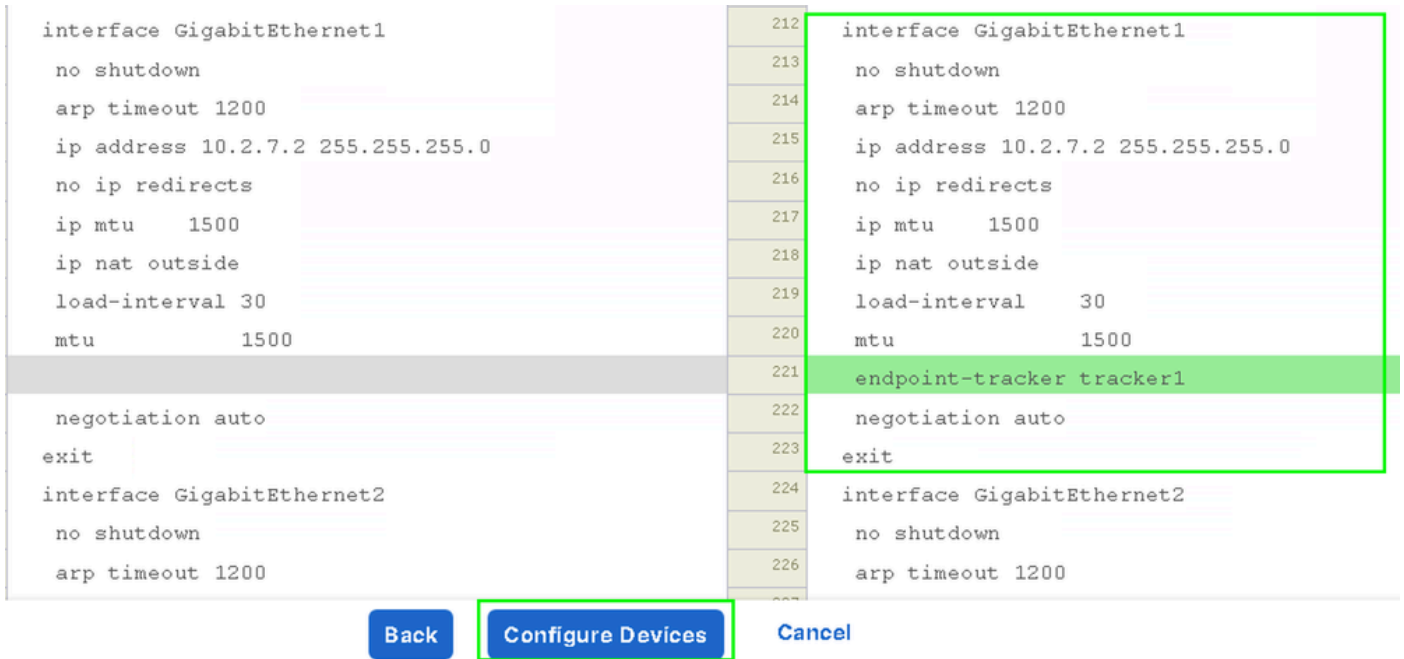 interface GigabitEthernet1
no shutdown
arp timeout 1200
ip address 10.2.7.2 255.255.255.0
no ip redirects
ip mtu    1500
ip nat outside
load-interval 30
mtu           1500
negotiation auto
exit
interface GigabitEthernet2
no shutdown
arp timeout 1200
212 interface GigabitEthernet1
213 no shutdown
214 arp timeout 1200
215 ip address 10.2.7.2 255.255.255.0
216 no ip redirects
217 ip mtu    1500
218 ip nat outside
219 load-interval    30
220 mtu           1500
221 endpoint-tracker tracker1
222 negotiation auto
223 exit
224 interface GigabitEthernet2
225 no shutdown
226 arp timeout 1200
Back Configure Devices Cancel